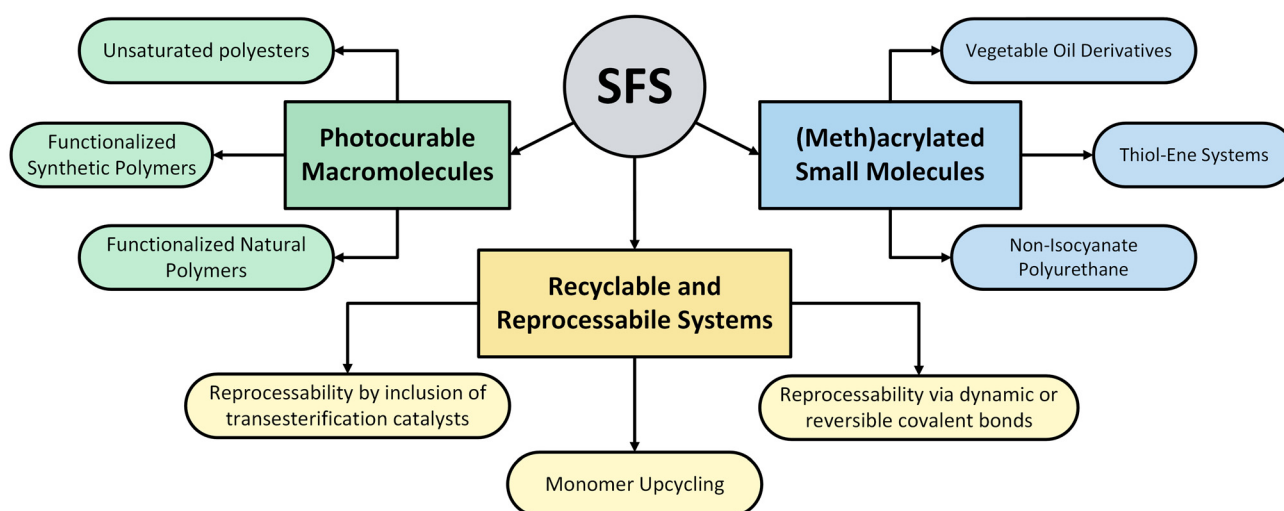 SFS
Photocurable
Macromolecules
Unsaturated polyesters
Functionalized
Synthetic Polymers
Functionalized Natural
Polymers
(Meth)acrylated
Small Molecules
Vegetable Oil Derivatives
Thiol-Ene Systems
Non-Isocyanate
Polyurethane
Recyclable and
Reprocessabile Systems
Reprocessability by inclusion of
transesterification catalysts
Monomer Upcycling
Reprocessability via dynamic or
reversible covalent bonds